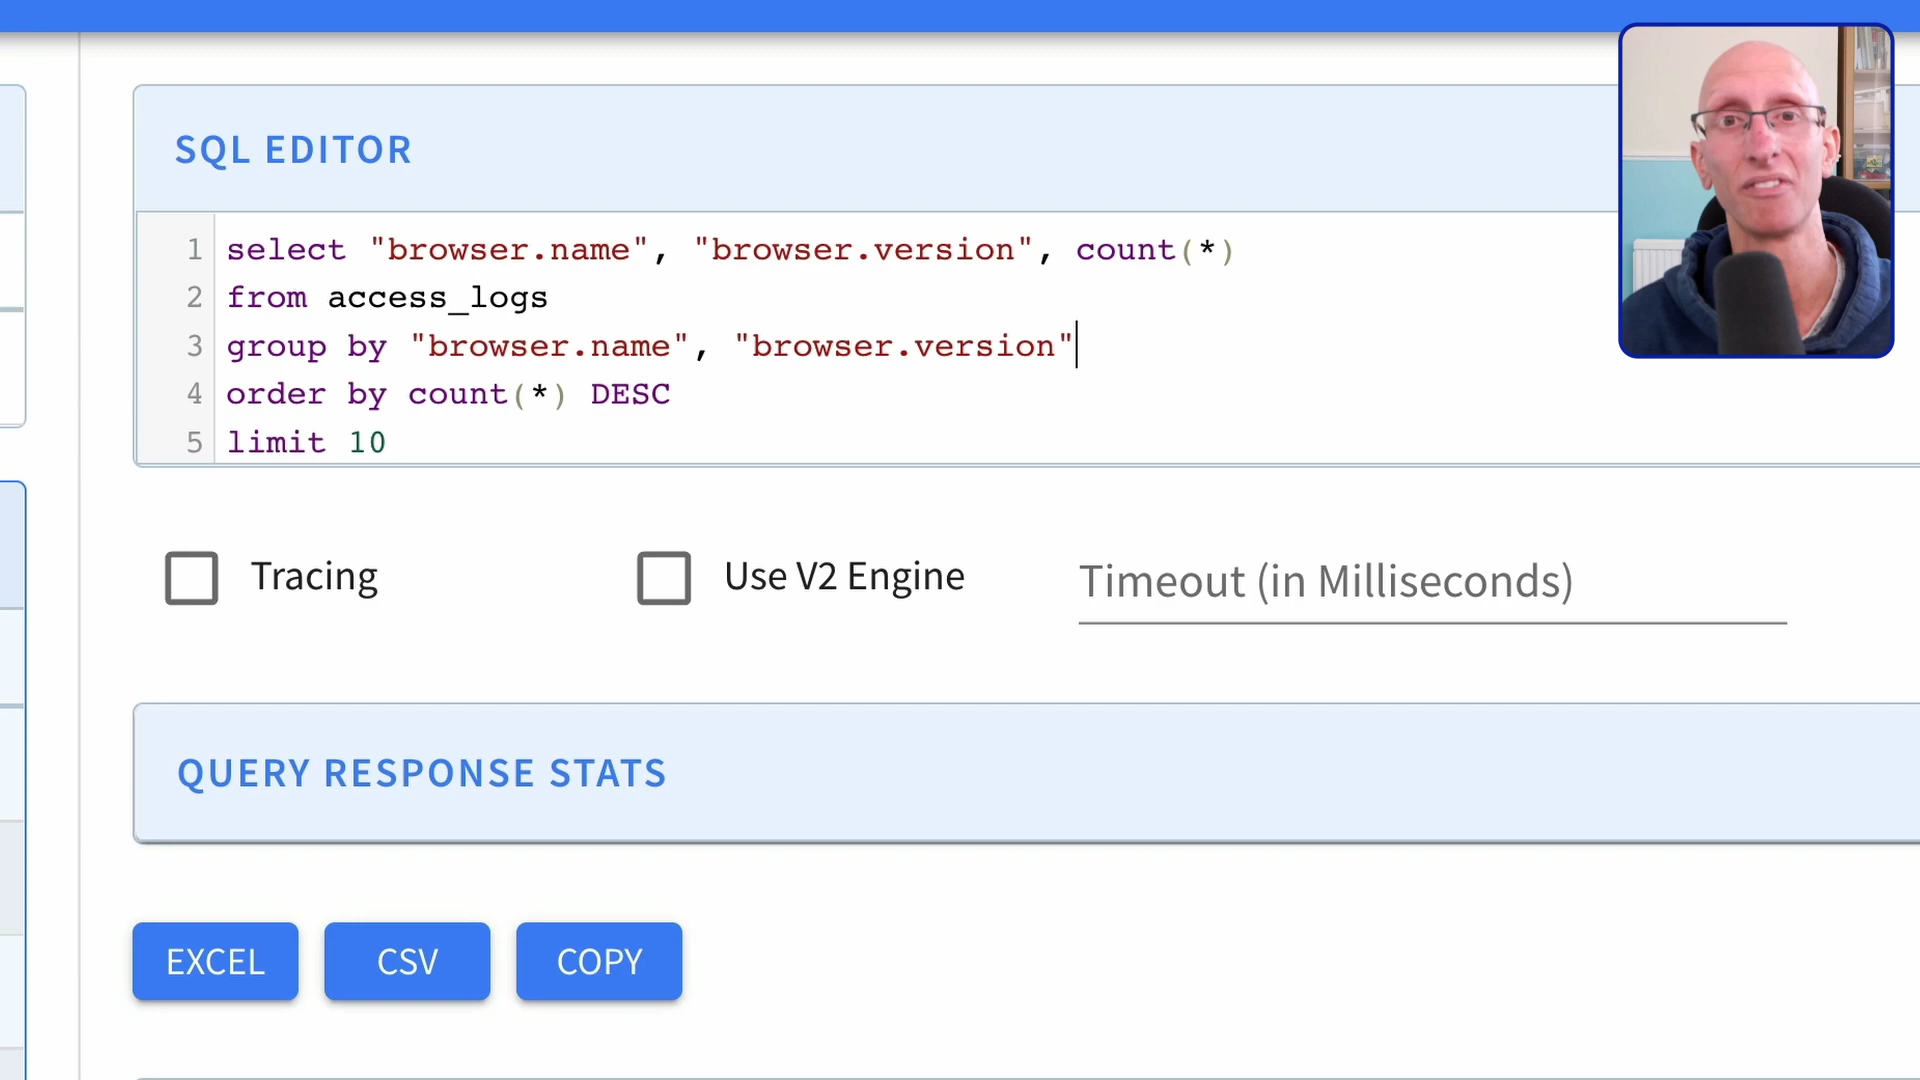 SQL EDITOR
1 select "browser.name", "browser.version", count(*)
2 from access_logs
3 group by "browser.name", "browser.version"
4 order by count(*) DESC
5 limit 10
Tracing
Use V2 Engine
Timeout (in Milliseconds)
QUERY RESPONSE STATS
EXCEL
CSV
COPY